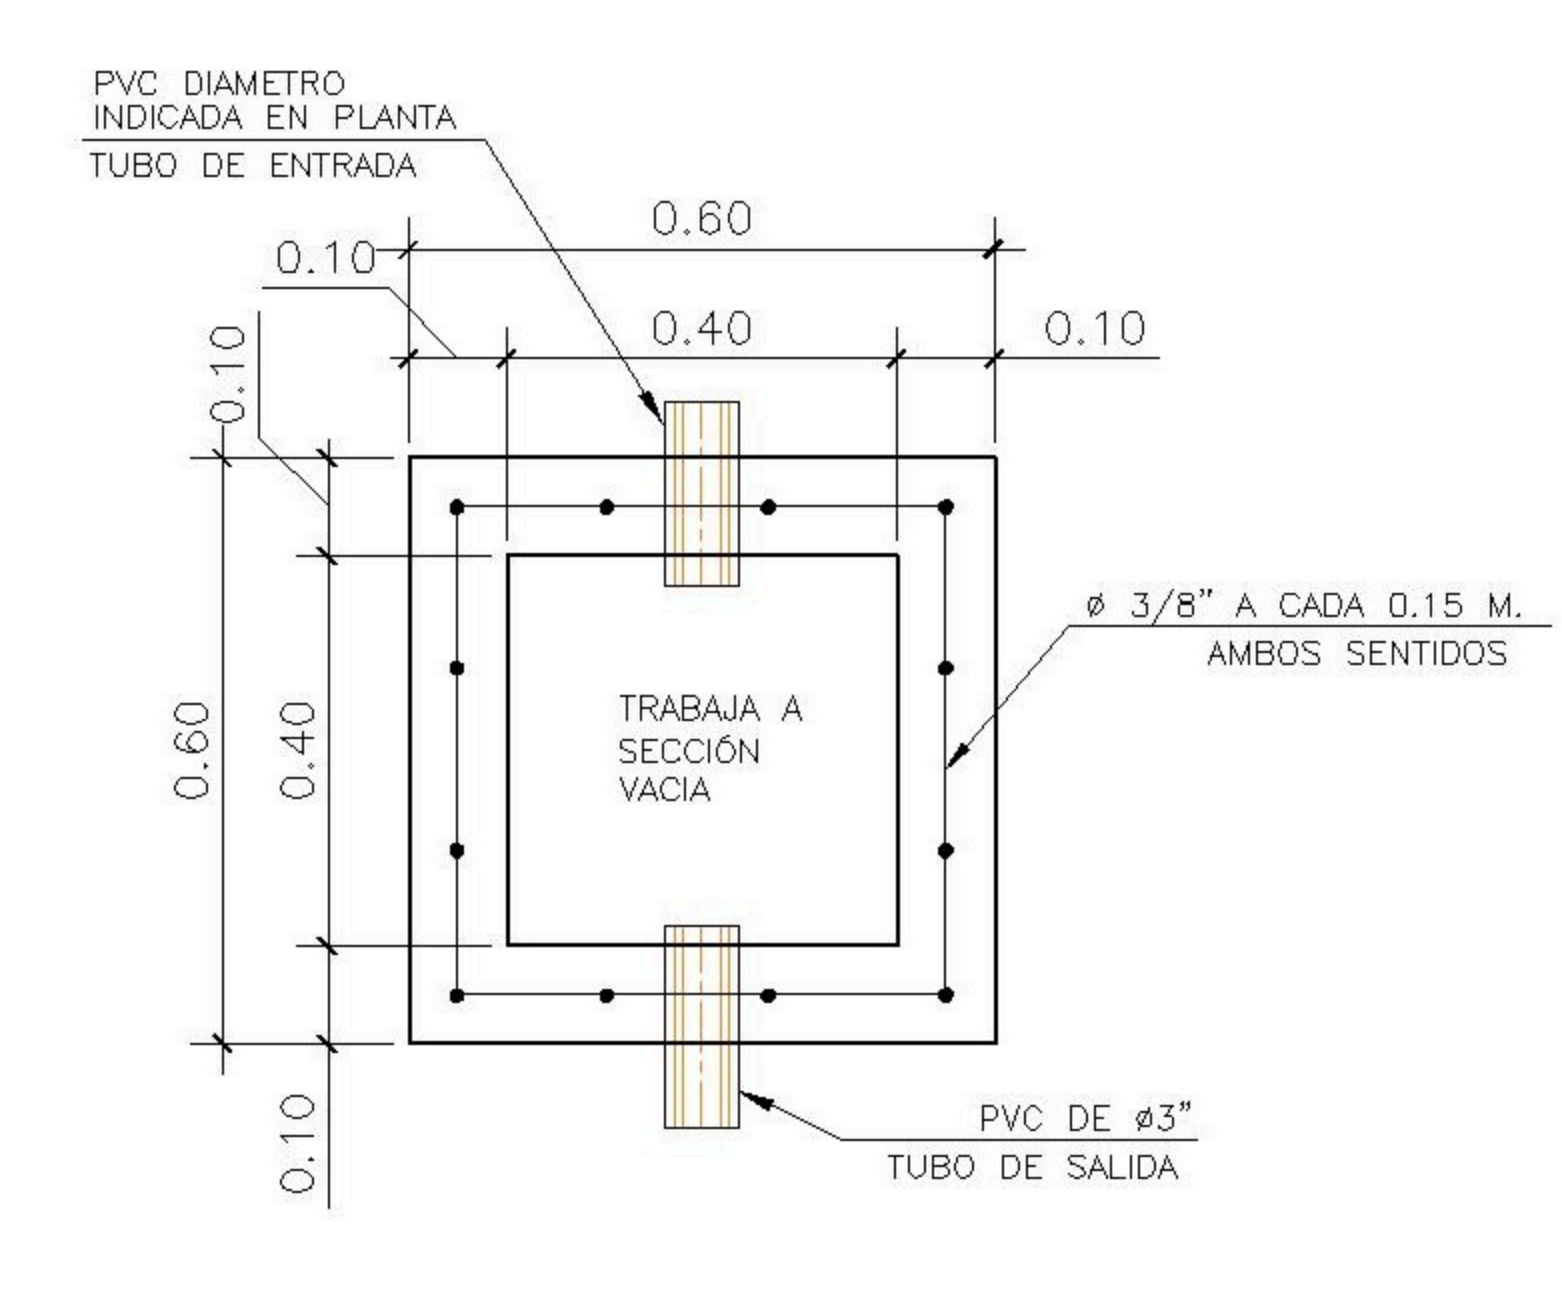 PVC DIAMETRO
INDICADA EN PLANTA
TUBO DE ENTRADA
0.60
0.10
0.40
0.10
0.10
Ø 3/8” A CADA 0.15 M.
AMBOS SENTIDOS
0.60
0.40
TRABAJA A
SECCIÓN
VACIA
0.10
PVC DE Ø3”
TUBO DE SALIDA